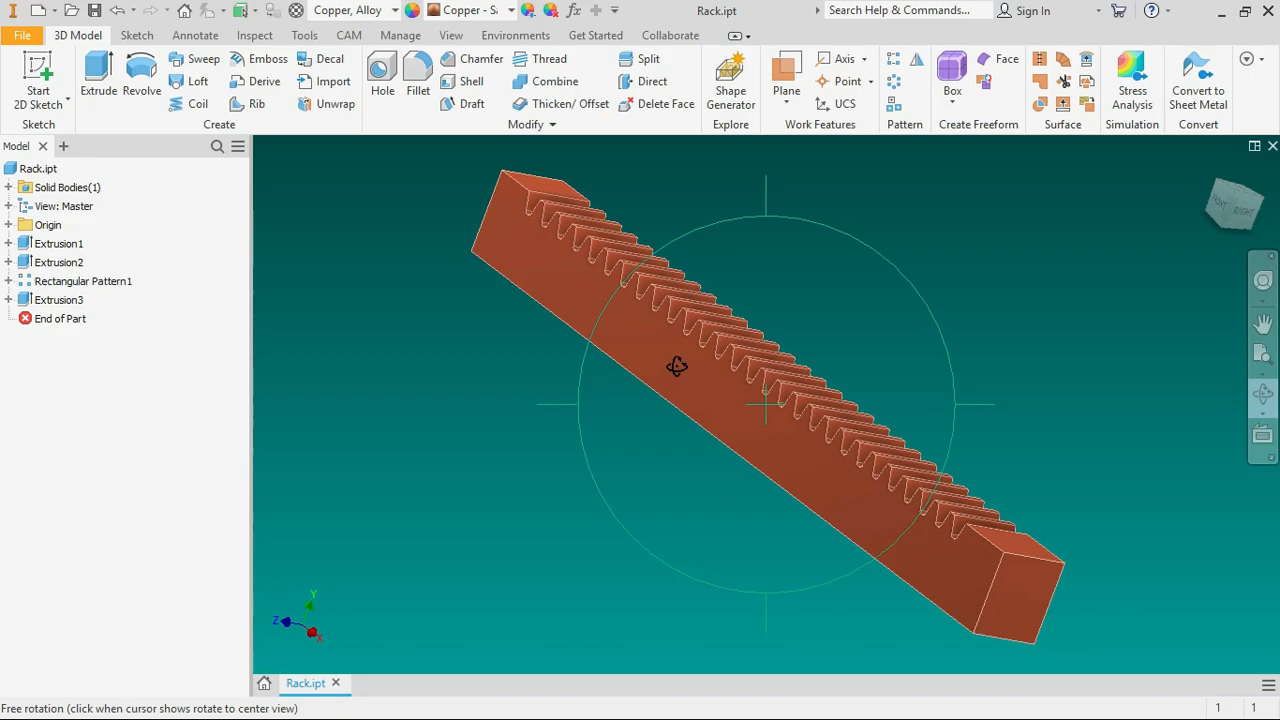 Copper, Alloy
Copper - Sa
fx
Rack.ipt
Search Help & Commands...
Sign In
File
3D Model
Sketch
Annotate
Inspect
Tools
CAM
Manage
View
Environments
Get Started
Collaborate
Start
2D Sketch
Extrude
Revolve
Sweep
Emboss
Decal
Loft
Derive
Import
Coil
Rib
Unwrap
Hole
Fillet
Chamfer
Thread
Split
Shell
Combine
Direct
Draft
Thicken/ Offset
Delete Face
Shape
Generator
Plane
Axis
Point
UCS
Box
Face
Stress
Analysis
Convert to
Sheet Metal
Sketch
Create
Modify
Explore
Work Features
Pattern
Create Freeform
Surface
Simulation
Convert
Model
Rack.ipt
Solid Bodies(1)
View: Master
Origin
Extrusion1
Extrusion2
Rectangular Pattern1
Extrusion3
End of Part
FRONT
RIGHT
Y
Z
X
Rack.ipt
Free rotation (click when cursor shows rotate to center view)
1
1